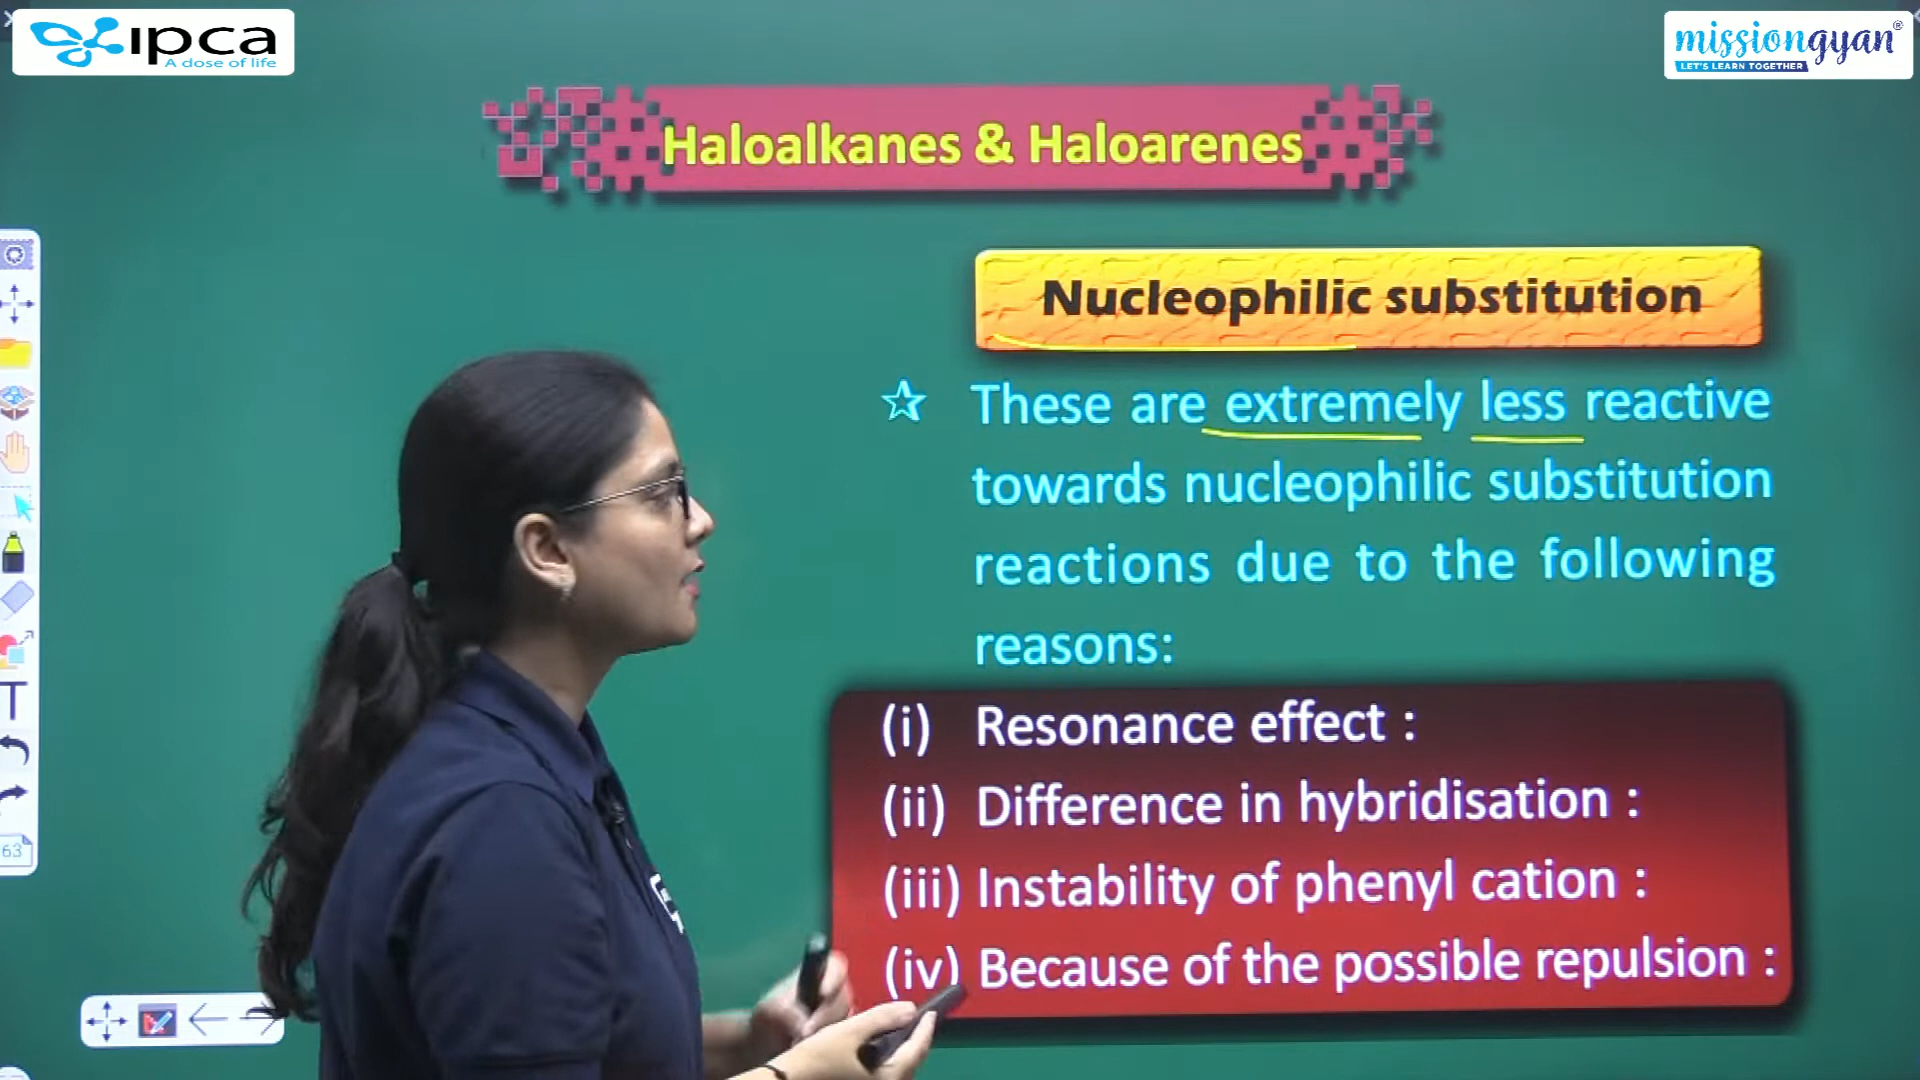 ipca
A dose of life
missiongyan®
LET'S LEARN TOGETHER
Haloalkanes & Haloarenes
Nucleophilic substitution
☆ These are extremely less reactive
towards nucleophilic substitution
reactions due to the following
reasons:
(i) Resonance effect :
(ii) Difference in hybridisation :
(iii) Instability of phenyl cation :
(iv) Because of the possible repulsion :
T
63